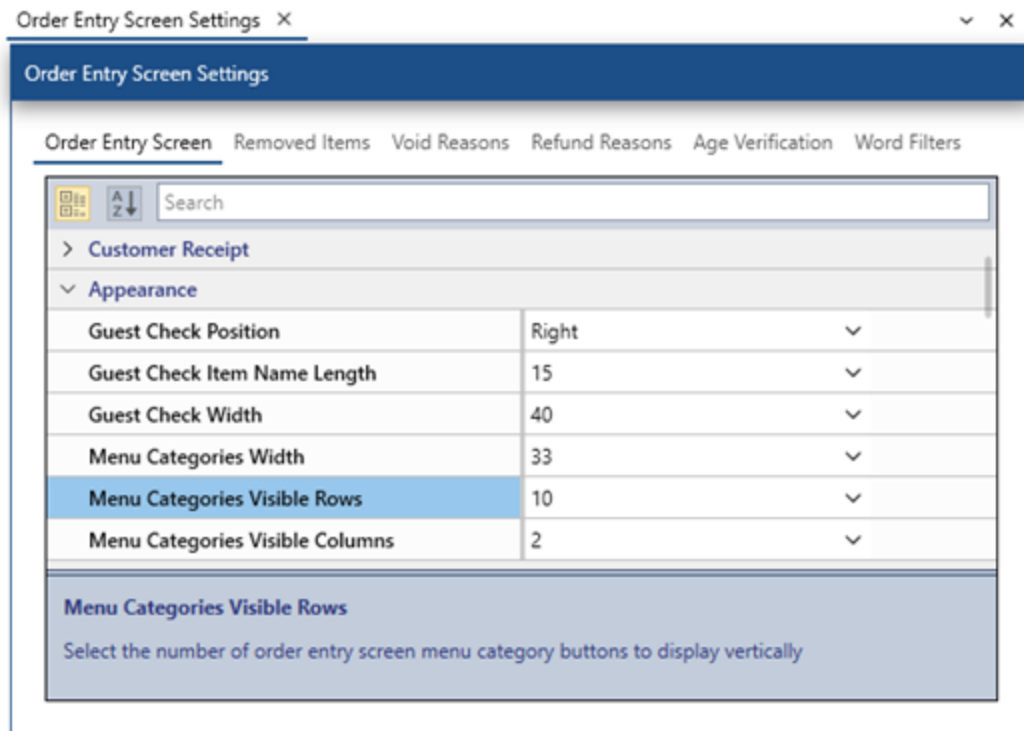 Order Entry Screen Settings
Order Entry Screen Settings
Order Entry Screen Removed Items Void Reasons Refund Reasons Age Verification Word Filters
A Z Search
Customer Receipt
Appearance
Guest Check Position Right
Guest Check Item Name Length 15
Guest Check Width 40
Menu Categories Width 33
Menu Categories Visible Rows 10
Menu Categories Visible Columns 2
Menu Categories Visible Rows
Select the number of order entry screen menu category buttons to display vertically